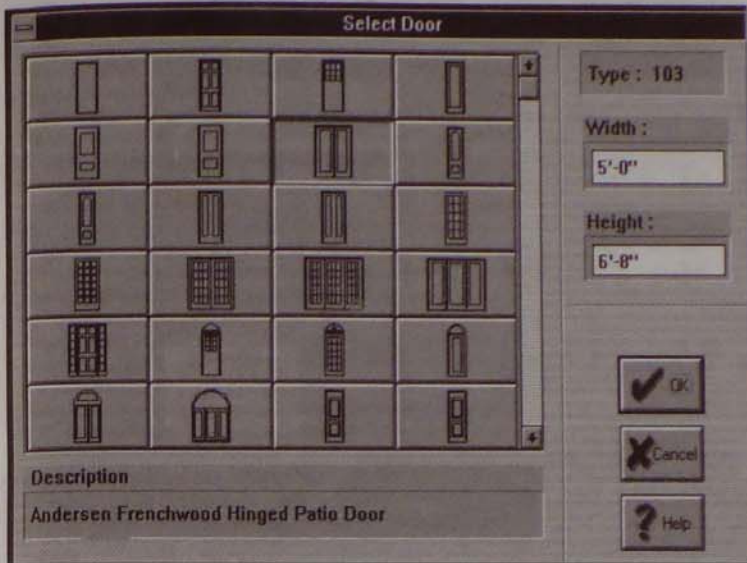 Select Door
Type : 103
Width :
5'-0"
Height :
6'-8"
OK
Cancel
Help
Description
Andersen Frenchwood Hinged Patio Door